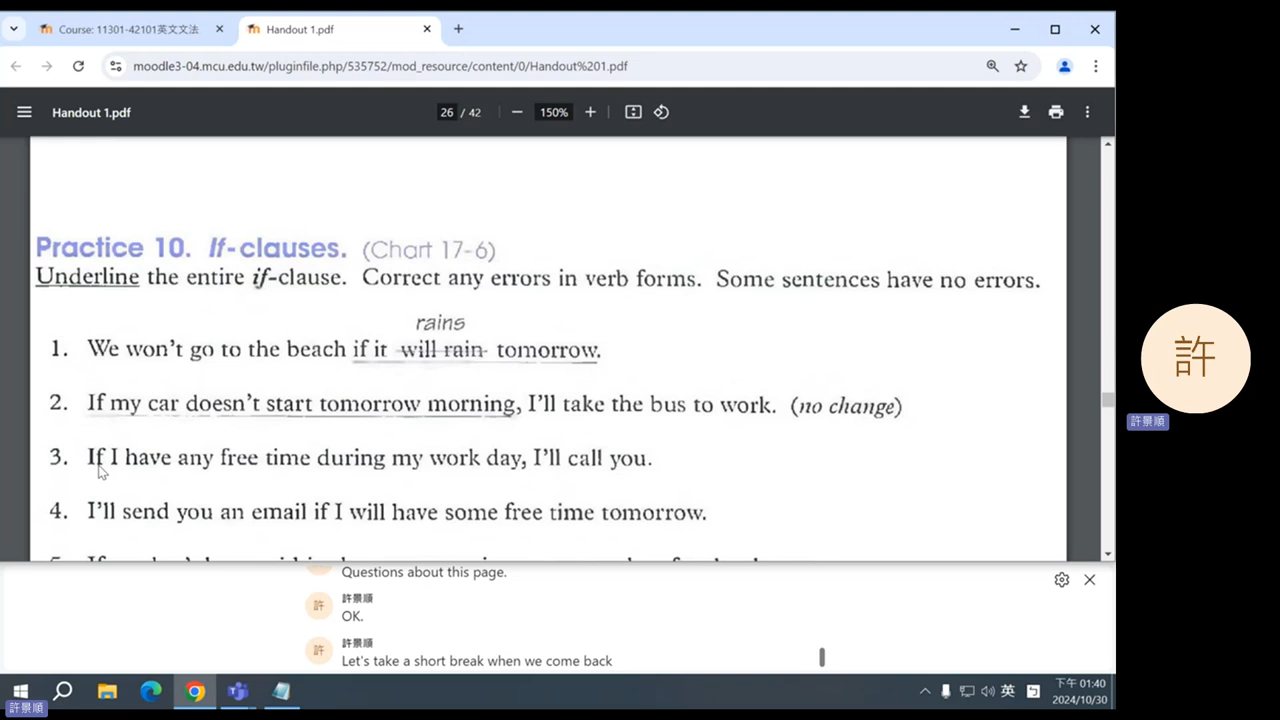 Course: 11301-42101英文文法
Handout 1.pdf
moodle3-04.mcu.edu.tw/pluginfile.php/535752/mod_resource/content/0/Handout%201.pdf
Handout 1.pdf
26 / 42
150%
Practice 10. If-clauses. (Chart 17-6)
Underline the entire if-clause. Correct any errors in verb forms. Some sentences have no errors.
rains
1. We won't go to the beach if it will rain tomorrow.
2. If my car doesn't start tomorrow morning, I'll take the bus to work. (no change)
3. If I have any free time during my work day, I'll call you.
4. I'll send you an email if I will have some free time tomorrow.
Questions about this page.
許 許景順
OK.
許 許景順
Let's take a short break when we come back
許
許景順
英
下午 01:40
2024/10/30
許景順